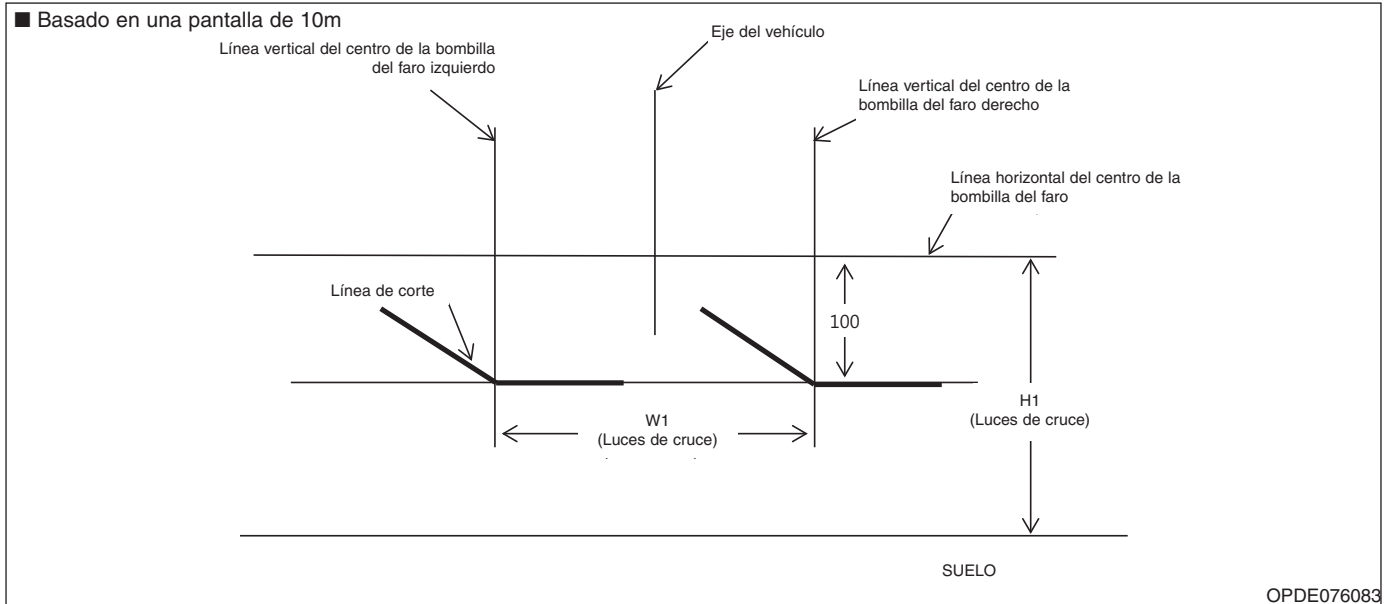 ■ Basado en una pantalla de 10m
Línea vertical del centro de la bombilla
del faro izquierdo
Eje del vehículo
Línea vertical del centro de la
bombilla del faro derecho
Línea horizontal del centro de la
bombilla del faro
Línea de corte
100
W1
(Luces de cruce)
H1
(Luces de cruce)
SUELO
OPDE076083